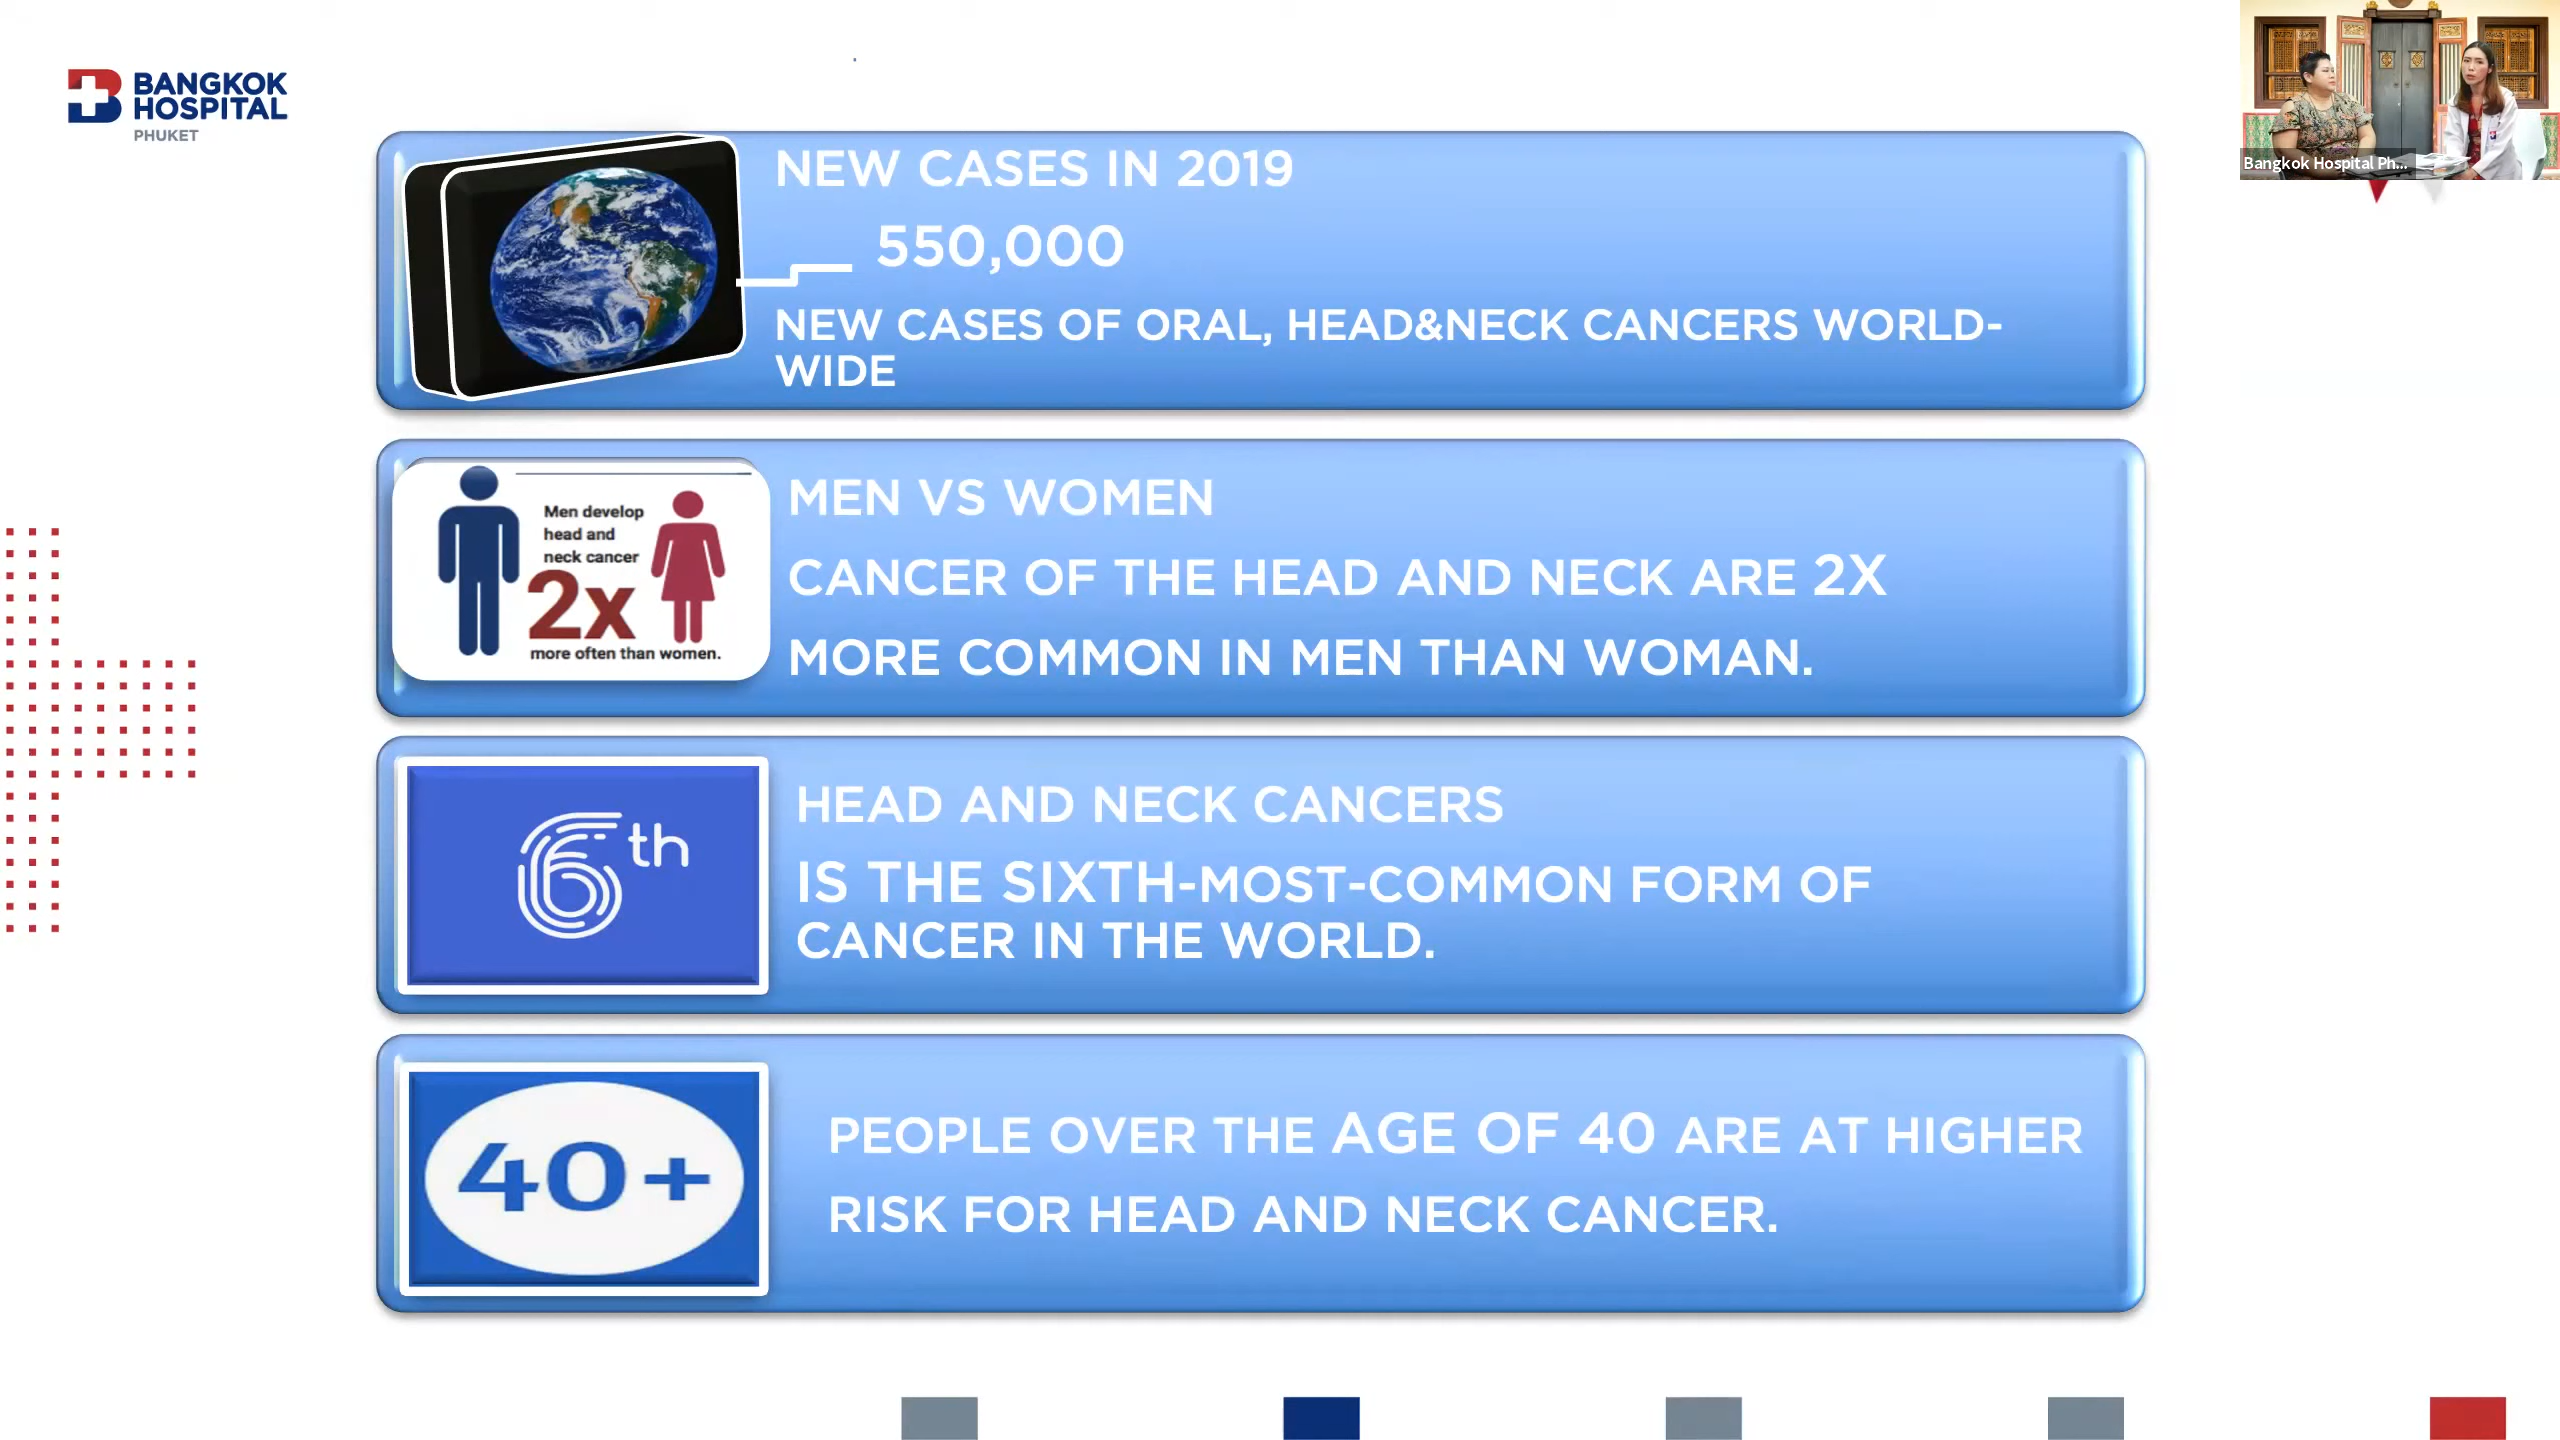 BANGKOK
HOSPITAL
PHUKET
NEW CASES IN 2019
550,000
NEW CASES OF ORAL, HEAD&NECK CANCERS WORLD-
WIDE
Bangkok Hospital Ph...
Men develop
head and
neck cancer
2x
more often than women.
MEN VS WOMEN
CANCER OF THE HEAD AND NECK ARE 2X
MORE COMMON IN MEN THAN WOMAN.
6th
HEAD AND NECK CANCERS
IS THE SIXTH-MOST-COMMON FORM OF
CANCER IN THE WORLD.
40+
PEOPLE OVER THE AGE OF 40 ARE AT HIGHER
RISK FOR HEAD AND NECK CANCER.